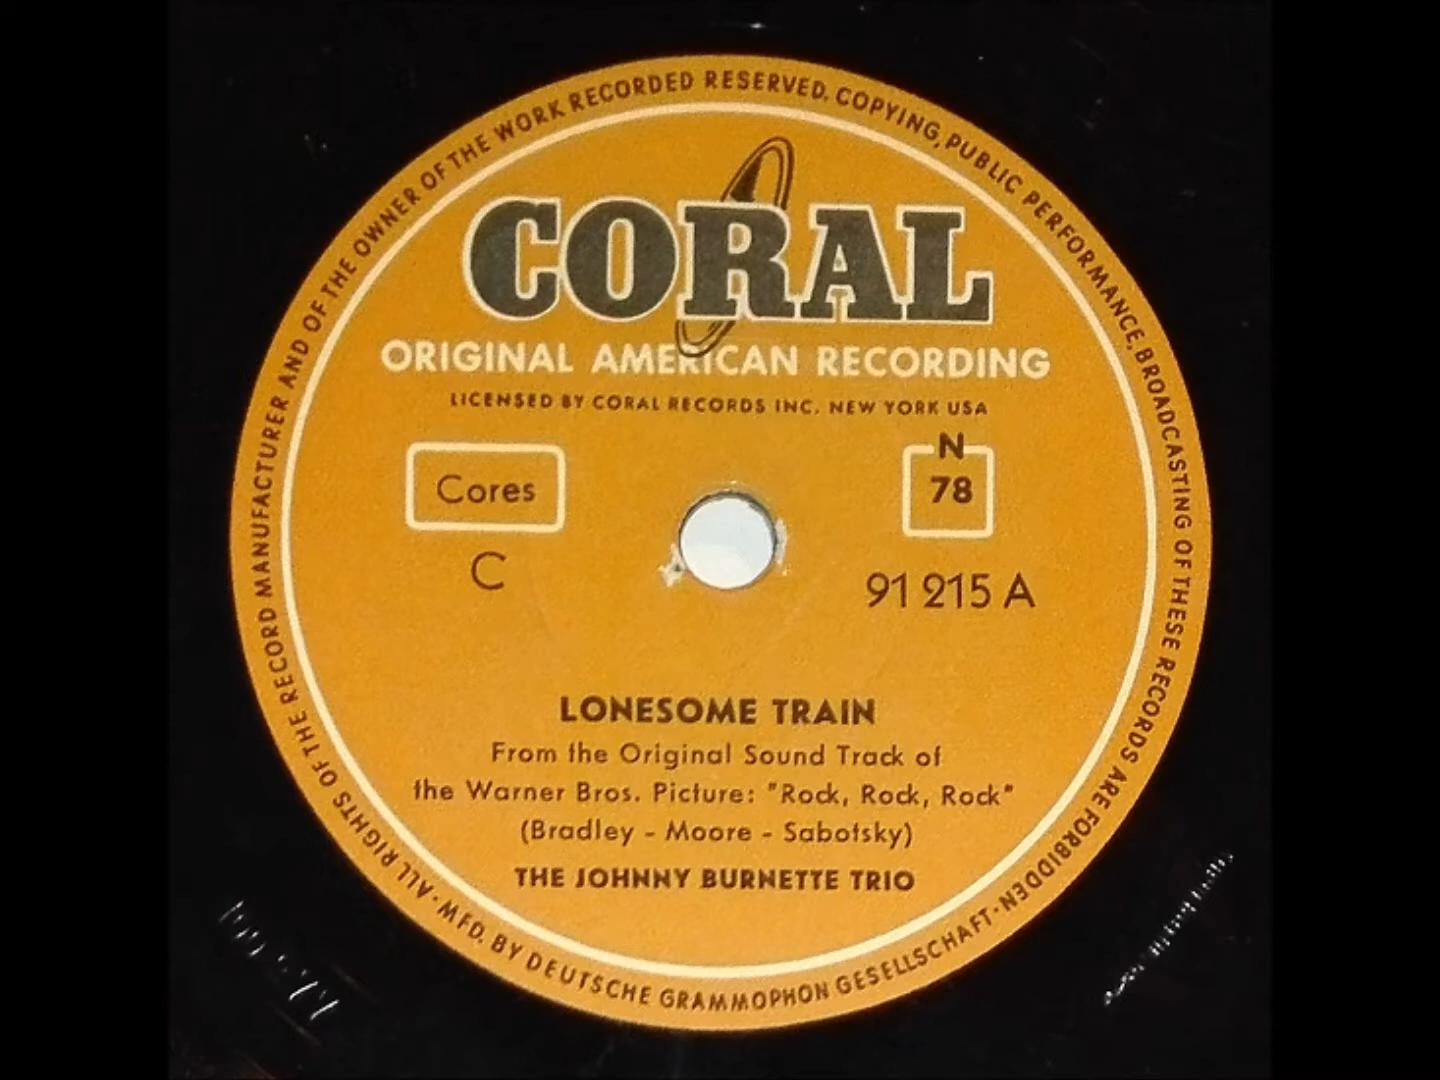 ALL RIGHTS OF THE RECORD MANUFACTURER AND OF THE OWNER OF THE WORK RECORDED RESERVED. COPYING, PUBLIC PERFORMANCE, BROADCASTING OF THESE RECORDS ARE FORBIDDEN · MFD. BY DEUTSCHE GRAMMOPHON GESELLSCHAFT ·
CORAL
ORIGINAL AMERICAN RECORDING
LICENSED BY CORAL RECORDS INC. NEW YORK USA
Cores
N
78
C
91 215 A
LONESOME TRAIN
From the Original Sound Track of
the Warner Bros. Picture: "Rock, Rock, Rock"
(Bradley - Moore - Sabotsky)
THE JOHNNY BURNETTE TRIO